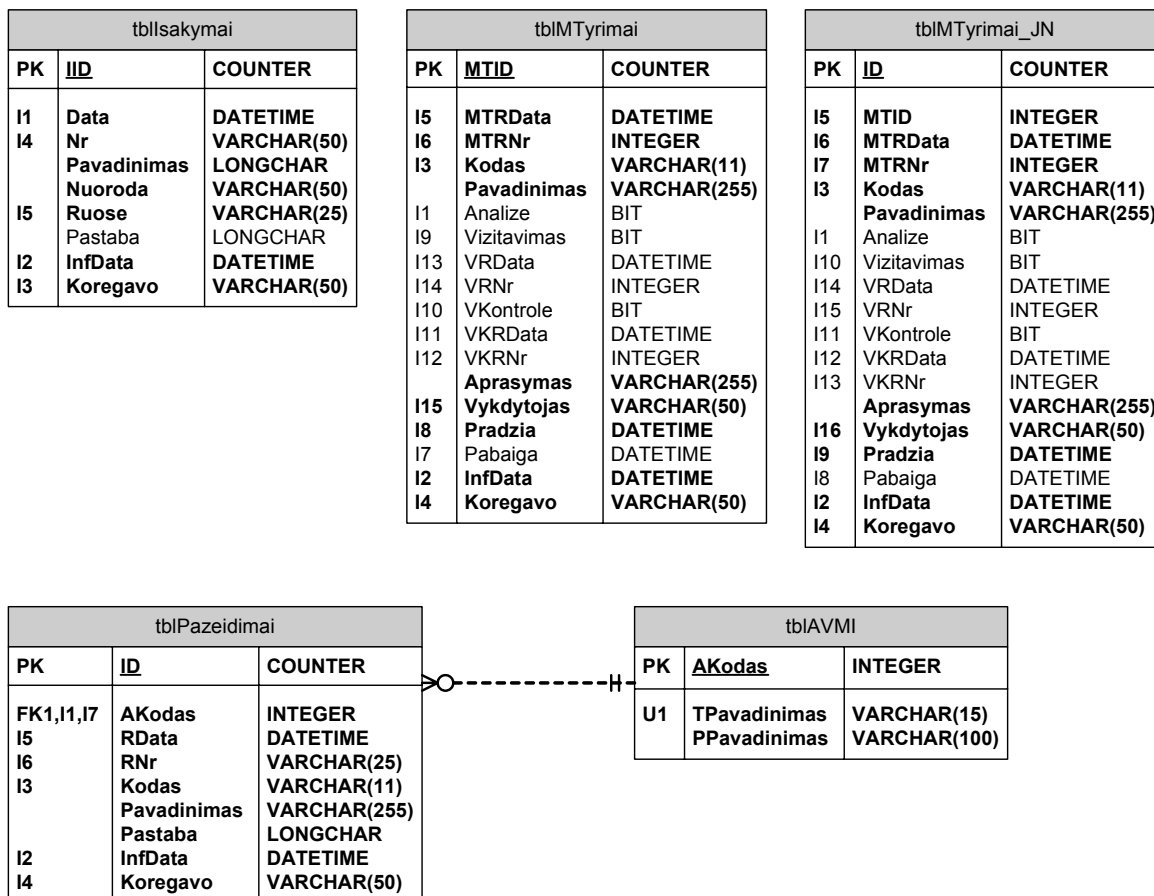 tblIsakymai
PK IID COUNTER
I1 Data DATETIME
I4 Nr VARCHAR(50)
Pavadinimas LONGCHAR
Nuoroda VARCHAR(50)
I5 Ruose VARCHAR(25)
Pastaba LONGCHAR
I2 InfData DATETIME
I3 Koregavo VARCHAR(50)
tblMTyrimai
PK MTID COUNTER
I5 MTRData DATETIME
I6 MTRNr INTEGER
I3 Kodas VARCHAR(11)
Pavadinimas VARCHAR(255)
I1 Analize BIT
I9 Vizitavimas BIT
I13 VRData DATETIME
I14 VRNr INTEGER
I10 VKontrole BIT
I11 VKRData DATETIME
I12 VKRNr INTEGER
Aprasymas VARCHAR(255)
I15 Vykdytojas VARCHAR(50)
I8 Pradzia DATETIME
I7 Pabaiga DATETIME
I2 InfData DATETIME
I4 Koregavo VARCHAR(50)
tblMTyrimai_JN
PK ID COUNTER
I5 MTID INTEGER
I6 MTRData DATETIME
I7 MTRNr INTEGER
I3 Kodas VARCHAR(11)
Pavadinimas VARCHAR(255)
I1 Analize BIT
I10 Vizitavimas BIT
I14 VRData DATETIME
I15 VRNr INTEGER
I11 VKontrole BIT
I12 VKRData DATETIME
I13 VKRNr INTEGER
Aprasymas VARCHAR(255)
I16 Vykdytojas VARCHAR(50)
I9 Pradzia DATETIME
I8 Pabaiga DATETIME
I2 InfData DATETIME
I4 Koregavo VARCHAR(50)
tblPazeidimai
PK ID COUNTER
FK1,I1,I7 AKodas INTEGER
I5 RData DATETIME
I6 RNr VARCHAR(25)
I3 Kodas VARCHAR(11)
Pavadinimas VARCHAR(255)
Pastaba LONGCHAR
I2 InfData DATETIME
I4 Koregavo VARCHAR(50)
tblAVMI
PK AKodas INTEGER
U1 TPavadinimas VARCHAR(15)
PPavadinimas VARCHAR(100)